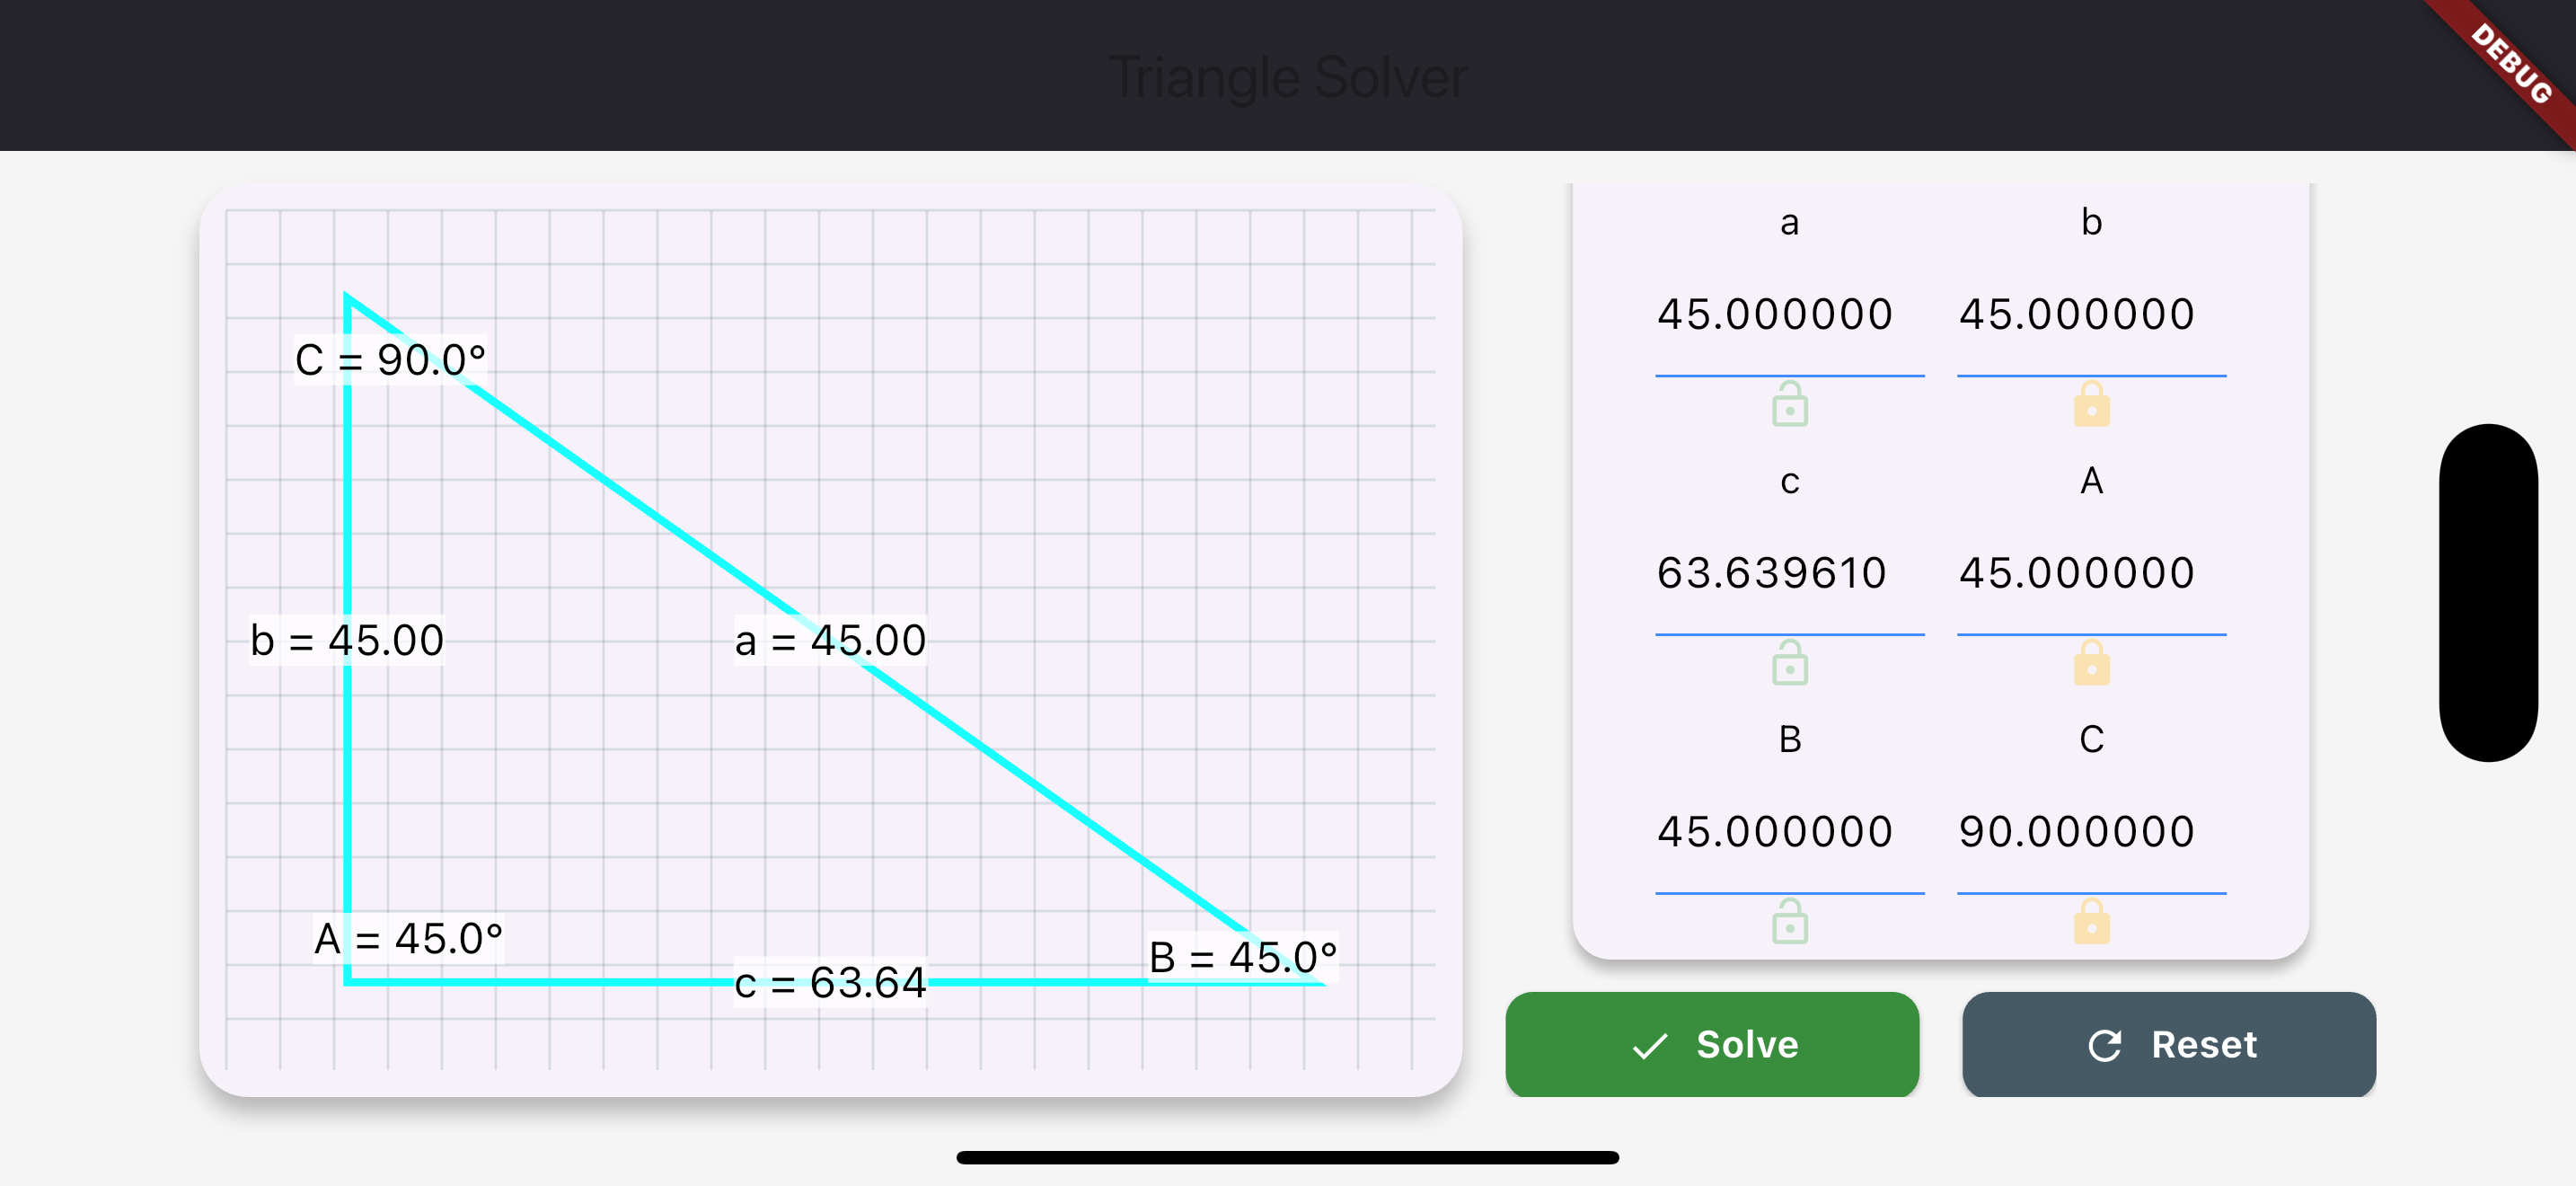 Triangle Solver
DEBUG
C = 90.0°
b = 45.00
a = 45.00
A = 45.0°
B = 45.0°
c = 63.64
a b
45.000000 45.000000
c A
63.639610 45.000000
B C
45.000000 90.000000
Solve Reset